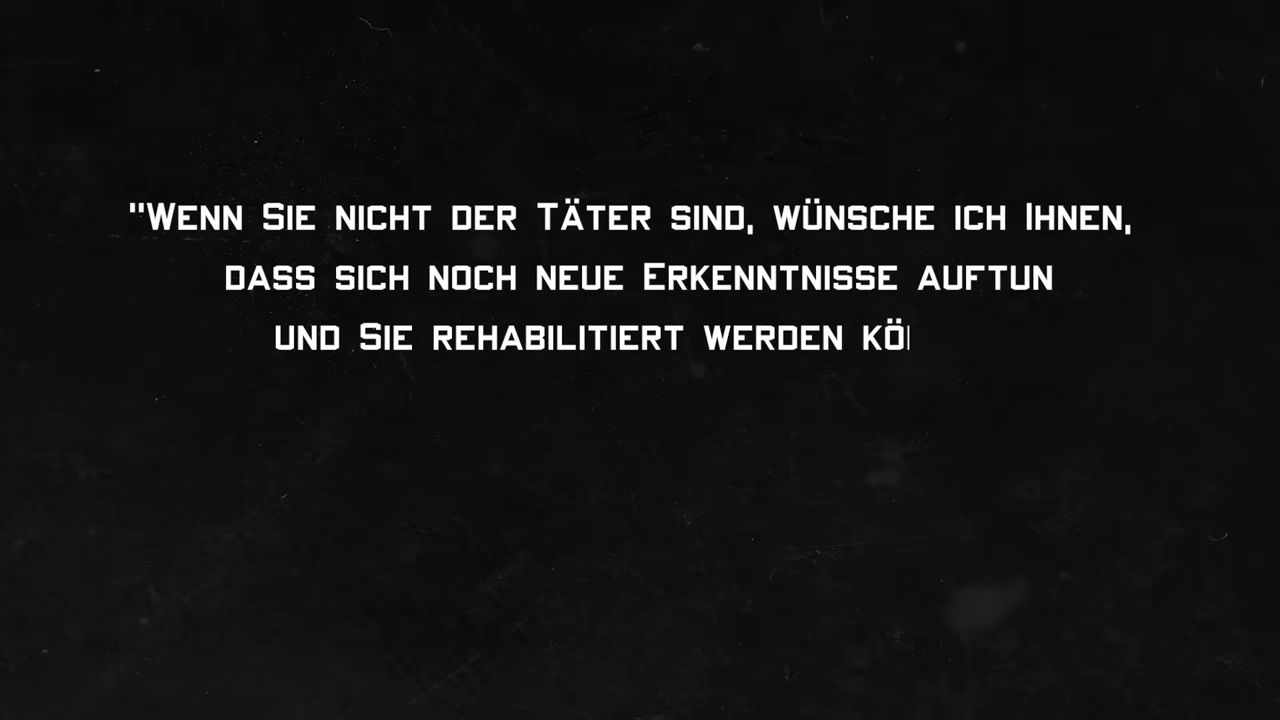 "Wenn Sie nicht der Täter sind, wünsche ich Ihnen,
dass sich noch neue Erkenntnisse auftun
und Sie rehabilitiert werden kö